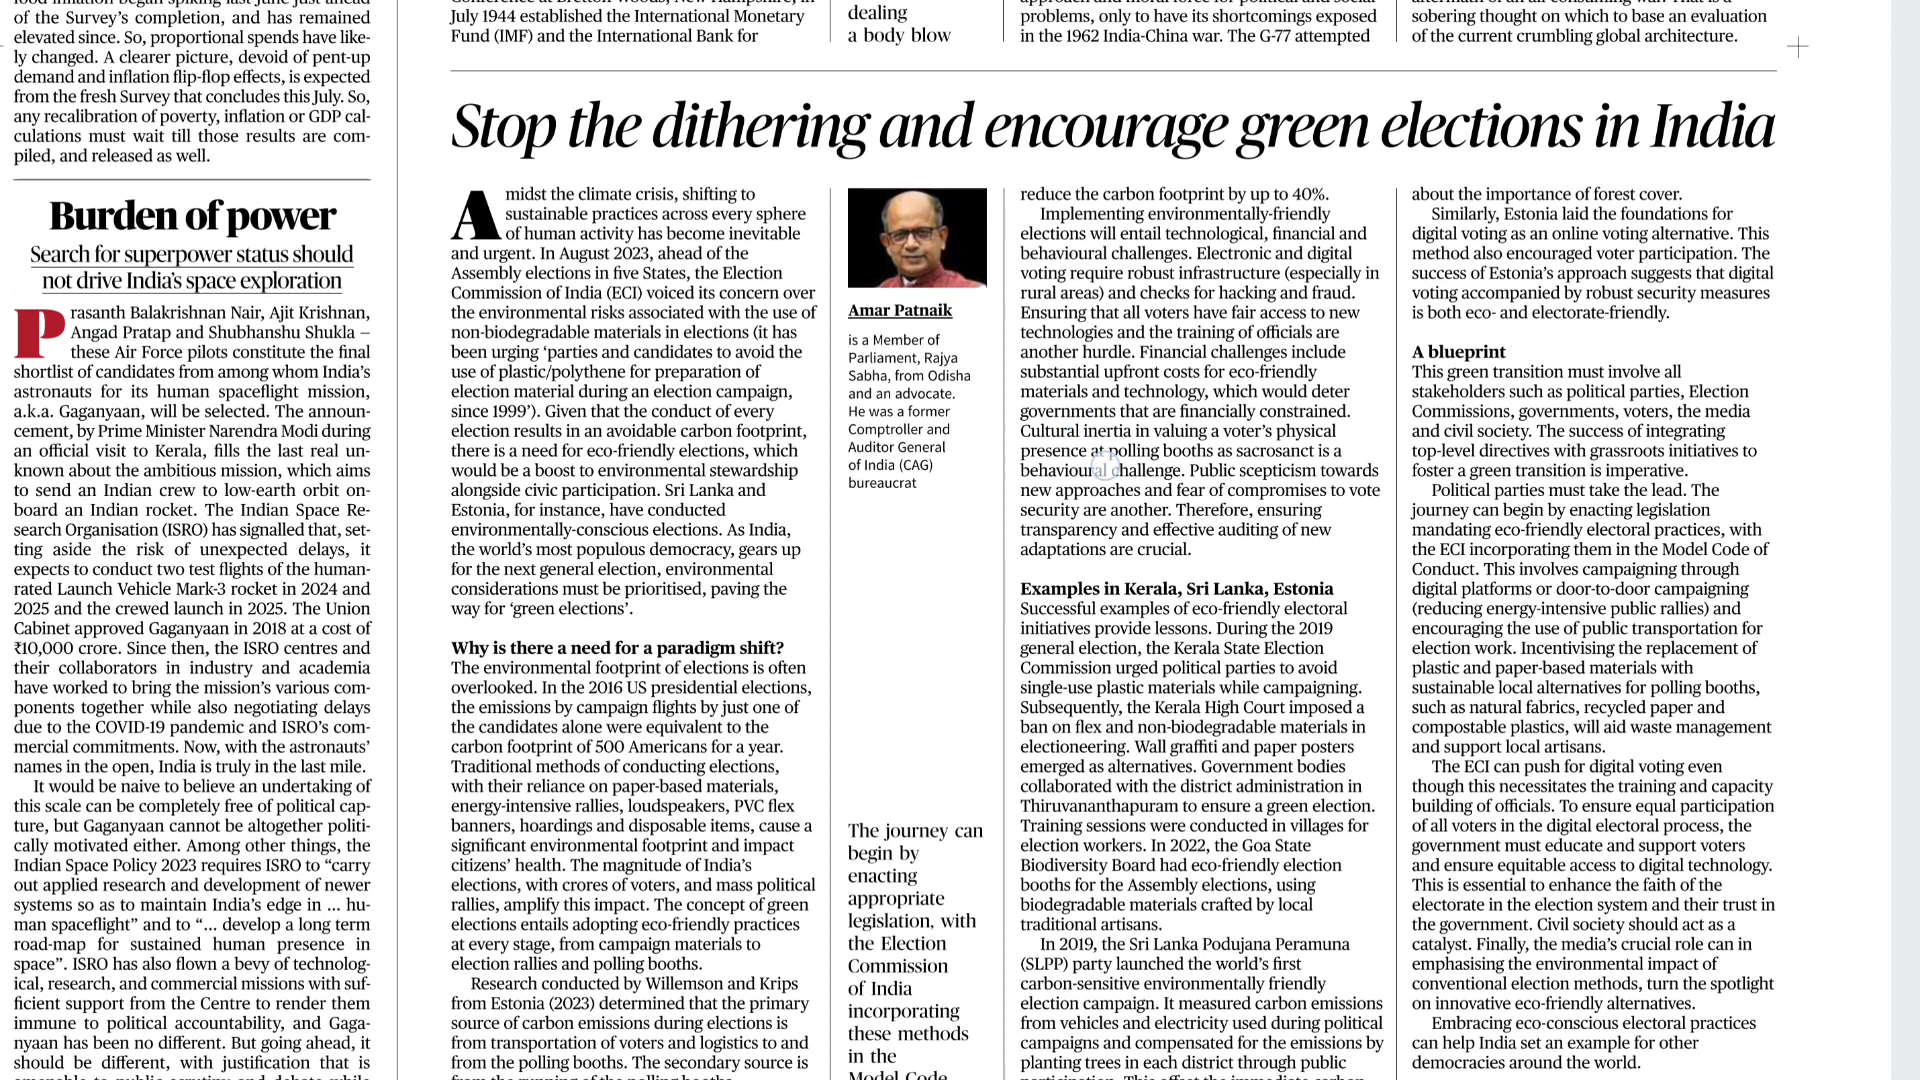 food inflation began spiking last June just ahead
of the Survey’s completion, and has remained
elevated since. So, proportional spends have like-
ly changed. A clearer picture, devoid of pent-up
demand and inflation flip-flop effects, is expected
from the fresh Survey that concludes this July. So,
any recalibration of poverty, inflation or GDP cal-
culations must wait till those results are com-
piled, and released as well.
Burden of power
Search for superpower status should
not drive India’s space exploration
Prasanth Balakrishnan Nair, Ajit Krishnan,
Angad Pratap and Shubhanshu Shukla —
these Air Force pilots constitute the final
shortlist of candidates from among whom India’s
astronauts for its human spaceflight mission,
a.k.a. Gaganyaan, will be selected. The announ-
cement, by Prime Minister Narendra Modi during
an official visit to Kerala, fills the last real un-
known about the ambitious mission, which aims
to send an Indian crew to low-earth orbit on-
board an Indian rocket. The Indian Space Re-
search Organisation (ISRO) has signalled that, set-
ting aside the risk of unexpected delays, it
expects to conduct two test flights of the human-
rated Launch Vehicle Mark-3 rocket in 2024 and
2025 and the crewed launch in 2025. The Union
Cabinet approved Gaganyaan in 2018 at a cost of
₹10,000 crore. Since then, the ISRO centres and
their collaborators in industry and academia
have worked to bring the mission’s various com-
ponents together while also negotiating delays
due to the COVID-19 pandemic and ISRO’s com-
mercial commitments. Now, with the astronauts’
names in the open, India is truly in the last mile.
It would be naive to believe an undertaking of
this scale can be completely free of political cap-
ture, but Gaganyaan cannot be altogether politi-
cally motivated either. Among other things, the
Indian Space Policy 2023 requires ISRO to “carry
out applied research and development of newer
systems so as to maintain India’s edge in ... hu-
man spaceflight” and to “... develop a long term
road-map for sustained human presence in
space”. ISRO has also flown a bevy of technolog-
ical, research, and commercial missions with suf-
ficient support from the Centre to render them
immune to political accountability, and Gaga-
nyaan has been no different. But going ahead, it
should be different, with justification that is
July 1944 established the International Monetary
Fund (IMF) and the International Bank for
dealing
a body blow
problems, only to have its shortcomings exposed
in the 1962 India-China war. The G-77 attempted
sobering thought on which to base an evaluation
of the current crumbling global architecture.
Stop the dithering and encourage green elections in India
Amidst the climate crisis, shifting to
sustainable practices across every sphere
of human activity has become inevitable
and urgent. In August 2023, ahead of the
Assembly elections in five States, the Election
Commission of India (ECI) voiced its concern over
the environmental risks associated with the use of
non-biodegradable materials in elections (it has
been urging ‘parties and candidates to avoid the
use of plastic/polythene for preparation of
election material during an election campaign,
since 1999’). Given that the conduct of every
election results in an avoidable carbon footprint,
there is a need for eco-friendly elections, which
would be a boost to environmental stewardship
alongside civic participation. Sri Lanka and
Estonia, for instance, have conducted
environmentally-conscious elections. As India,
the world’s most populous democracy, gears up
for the next general election, environmental
considerations must be prioritised, paving the
way for ‘green elections’.
Why is there a need for a paradigm shift?
The environmental footprint of elections is often
overlooked. In the 2016 US presidential elections,
the emissions by campaign flights by just one of
the candidates alone were equivalent to the
carbon footprint of 500 Americans for a year.
Traditional methods of conducting elections,
with their reliance on paper-based materials,
energy-intensive rallies, loudspeakers, PVC flex
banners, hoardings and disposable items, cause a
significant environmental footprint and impact
citizens’ health. The magnitude of India’s
elections, with crores of voters, and mass political
rallies, amplify this impact. The concept of green
elections entails adopting eco-friendly practices
at every stage, from campaign materials to
election rallies and polling booths.
Research conducted by Willemson and Krips
from Estonia (2023) determined that the primary
source of carbon emissions during elections is
from transportation of voters and logistics to and
from the polling booths. The secondary source is
from the running of the polling booths.
Amar Patnaik
is a Member of
Parliament, Rajya
Sabha, from Odisha
and an advocate.
He was a former
Comptroller and
Auditor General
of India (CAG)
bureaucrat
The journey can
begin by
enacting
appropriate
legislation, with
the Election
Commission
of India
incorporating
these methods
in the
Model Code
reduce the carbon footprint by up to 40%.
Implementing environmentally-friendly
elections will entail technological, financial and
behavioural challenges. Electronic and digital
voting require robust infrastructure (especially in
rural areas) and checks for hacking and fraud.
Ensuring that all voters have fair access to new
technologies and the training of officials are
another hurdle. Financial challenges include
substantial upfront costs for eco-friendly
materials and technology, which would deter
governments that are financially constrained.
Cultural inertia in valuing a voter’s physical
presence at polling booths as sacrosanct is a
behavioural challenge. Public scepticism towards
new approaches and fear of compromises to vote
security are another. Therefore, ensuring
transparency and effective auditing of new
adaptations are crucial.
Examples in Kerala, Sri Lanka, Estonia
Successful examples of eco-friendly electoral
initiatives provide lessons. During the 2019
general election, the Kerala State Election
Commission urged political parties to avoid
single-use plastic materials while campaigning.
Subsequently, the Kerala High Court imposed a
ban on flex and non-biodegradable materials in
electioneering. Wall graffiti and paper posters
emerged as alternatives. Government bodies
collaborated with the district administration in
Thiruvananthapuram to ensure a green election.
Training sessions were conducted in villages for
election workers. In 2022, the Goa State
Biodiversity Board had eco-friendly election
booths for the Assembly elections, using
biodegradable materials crafted by local
traditional artisans.
In 2019, the Sri Lanka Podujana Peramuna
(SLPP) party launched the world’s first
carbon-sensitive environmentally friendly
election campaign. It measured carbon emissions
from vehicles and electricity used during political
campaigns and compensated for the emissions by
planting trees in each district through public
about the importance of forest cover.
Similarly, Estonia laid the foundations for
digital voting as an online voting alternative. This
method also encouraged voter participation. The
success of Estonia’s approach suggests that digital
voting accompanied by robust security measures
is both eco- and electorate-friendly.
A blueprint
This green transition must involve all
stakeholders such as political parties, Election
Commissions, governments, voters, the media
and civil society. The success of integrating
top-level directives with grassroots initiatives to
foster a green transition is imperative.
Political parties must take the lead. The
journey can begin by enacting legislation
mandating eco-friendly electoral practices, with
the ECI incorporating them in the Model Code of
Conduct. This involves campaigning through
digital platforms or door-to-door campaigning
(reducing energy-intensive public rallies) and
encouraging the use of public transportation for
election work. Incentivising the replacement of
plastic and paper-based materials with
sustainable local alternatives for polling booths,
such as natural fabrics, recycled paper and
compostable plastics, will aid waste management
and support local artisans.
The ECI can push for digital voting even
though this necessitates the training and capacity
building of officials. To ensure equal participation
of all voters in the digital electoral process, the
government must educate and support voters
and ensure equitable access to digital technology.
This is essential to enhance the faith of the
electorate in the election system and their trust in
the government. Civil society should act as a
catalyst. Finally, the media’s crucial role can in
emphasising the environmental impact of
conventional election methods, turn the spotlight
on innovative eco-friendly alternatives.
Embracing eco-conscious electoral practices
can help India set an example for other
democracies around the world.